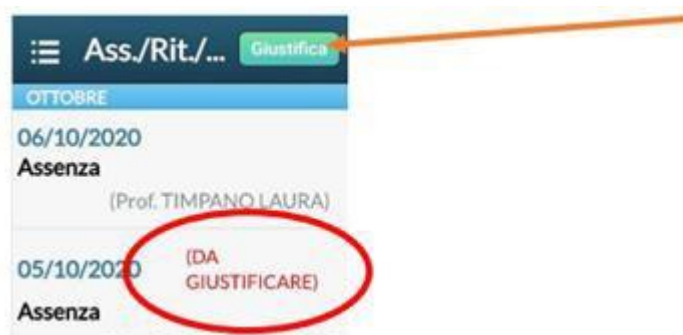 Ass./Rit./... Giustifica
OTTOBRE
06/10/2020
Assenza
(Prof. TIMPANO LAURA)
05/10/2020 (DA
GIUSTIFICARE)
Assenza